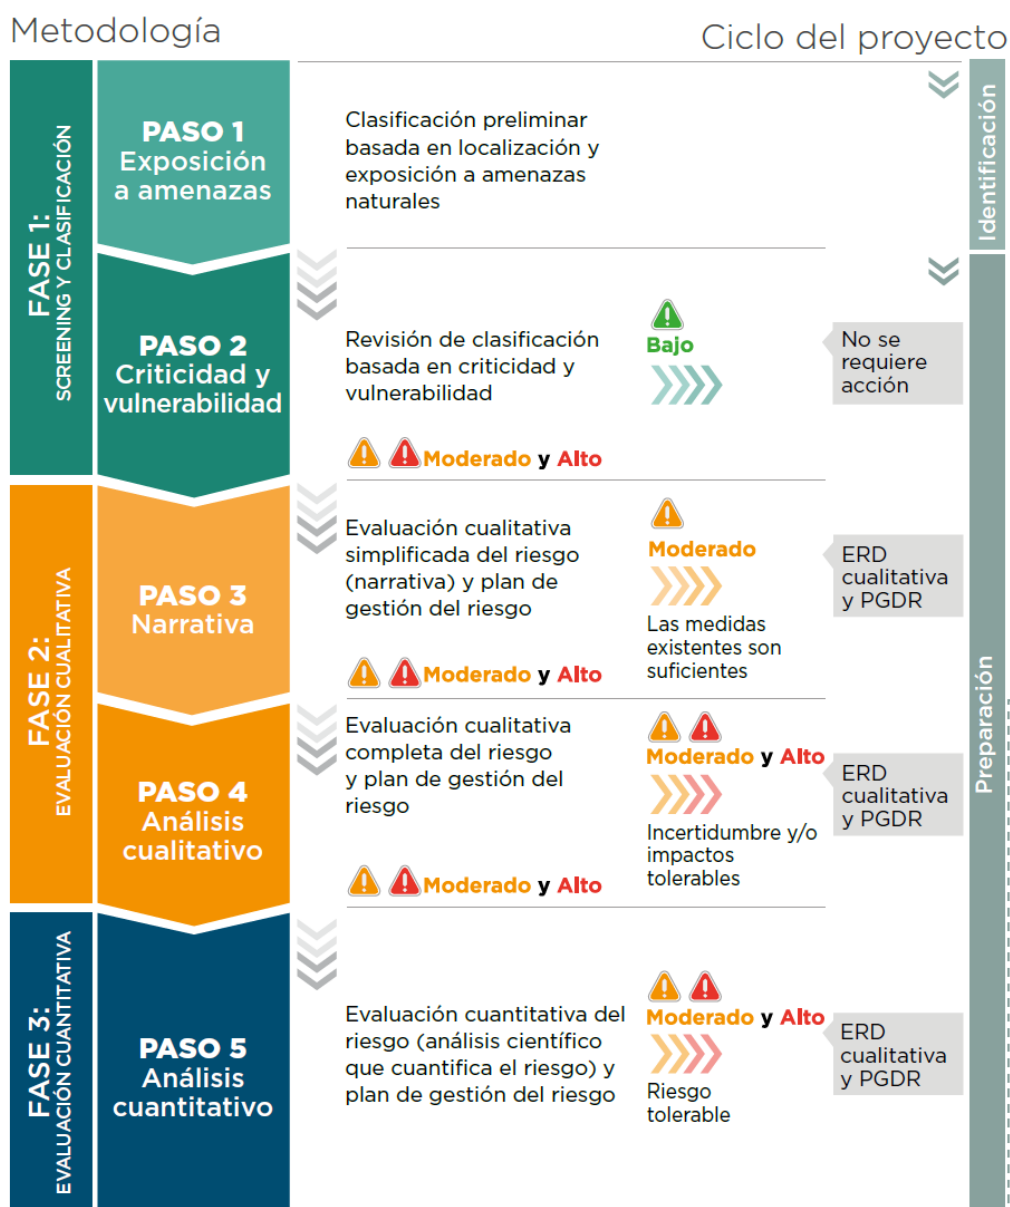 Metodología
Ciclo del proyecto
FASE 1:
SCREENING Y CLASIFICACIÓN
PASO 1
Exposición
a amenazas
Clasificación preliminar
basada en localización y
exposición a amenazas
naturales
Identificación
PASO 2
Criticidad y
vulnerabilidad
Revisión de clasificación
basada en criticidad y
vulnerabilidad
Bajo
No se
requiere
acción
Moderado y Alto
FASE 2:
EVALUACIÓN CUALITATIVA
PASO 3
Narrativa
Evaluación cualitativa
simplificada del riesgo
(narrativa) y plan de
gestión del riesgo
Moderado
Las medidas
existentes son
suficientes
ERD
cualitativa
y PGDR
Moderado y Alto
Preparación
PASO 4
Análisis
cualitativo
Evaluación cualitativa
completa del riesgo
y plan de gestión del
riesgo
Moderado y Alto
Incertidumbre y/o
impactos
tolerables
ERD
cualitativa
y PGDR
Moderado y Alto
FASE 3:
EVALUACIÓN CUANTITATIVA
PASO 5
Análisis
cuantitativo
Evaluación cuantitativa del
riesgo (análisis científico
que cuantifica el riesgo) y
plan de gestión del riesgo
Moderado y Alto
Riesgo
tolerable
ERD
cualitativa
y PGDR